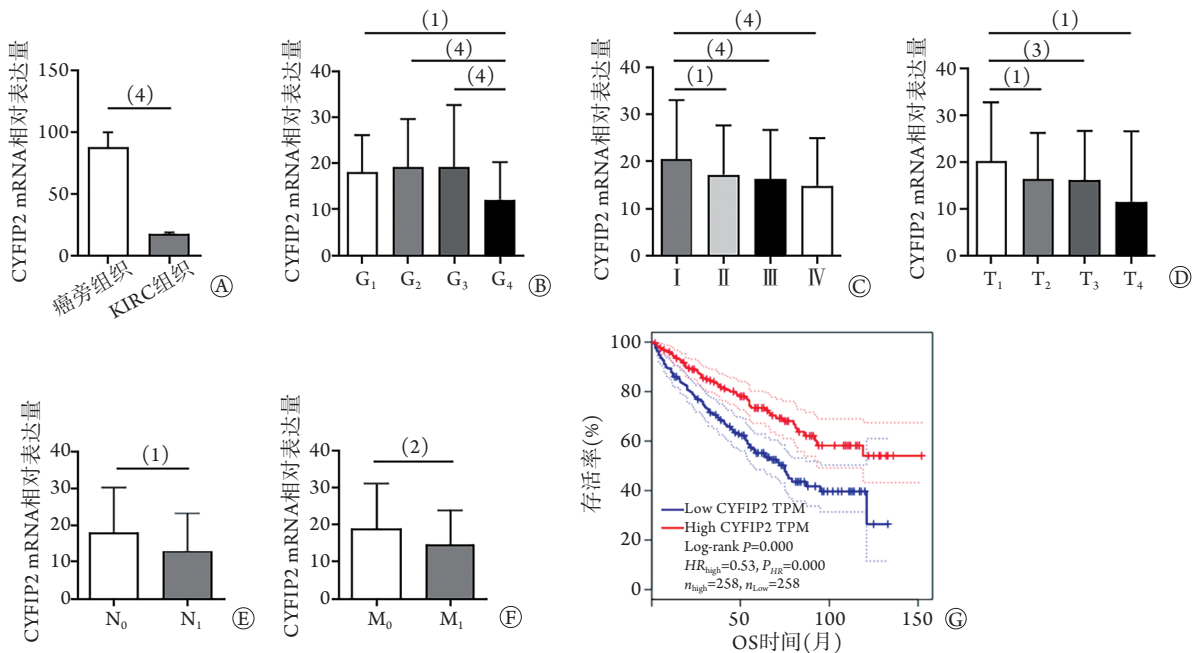 CYFIP2 mRNA相对表达量
150
100
50
0
(4)
癌旁组织
KIRC组织
Ⓐ
CYFIP2 mRNA相对表达量
40
30
20
10
0
(1)
(4)
(4)
G₁ G₂ G₃ G₄
Ⓑ
CYFIP2 mRNA相对表达量
40
30
20
10
0
(4)
(4)
(1)
Ⅰ Ⅱ Ⅲ Ⅳ
Ⓒ
CYFIP2 mRNA相对表达量
40
30
20
10
0
(1)
(3)
(1)
T₁ T₂ T₃ T₄
Ⓓ
CYFIP2 mRNA相对表达量
40
30
20
10
0
(1)
N₀ N₁
Ⓔ
CYFIP2 mRNA相对表达量
40
30
20
10
0
(2)
M₀ M₁
Ⓕ
存活率(%)
100
80
60
40
20
0
Low CYFIP2 TPM
High CYFIP2 TPM
Log-rank P=0.000
HRhigh=0.53, PHR=0.000
nhigh=258, nLow=258
50 100 150
OS时间(月)
Ⓖ